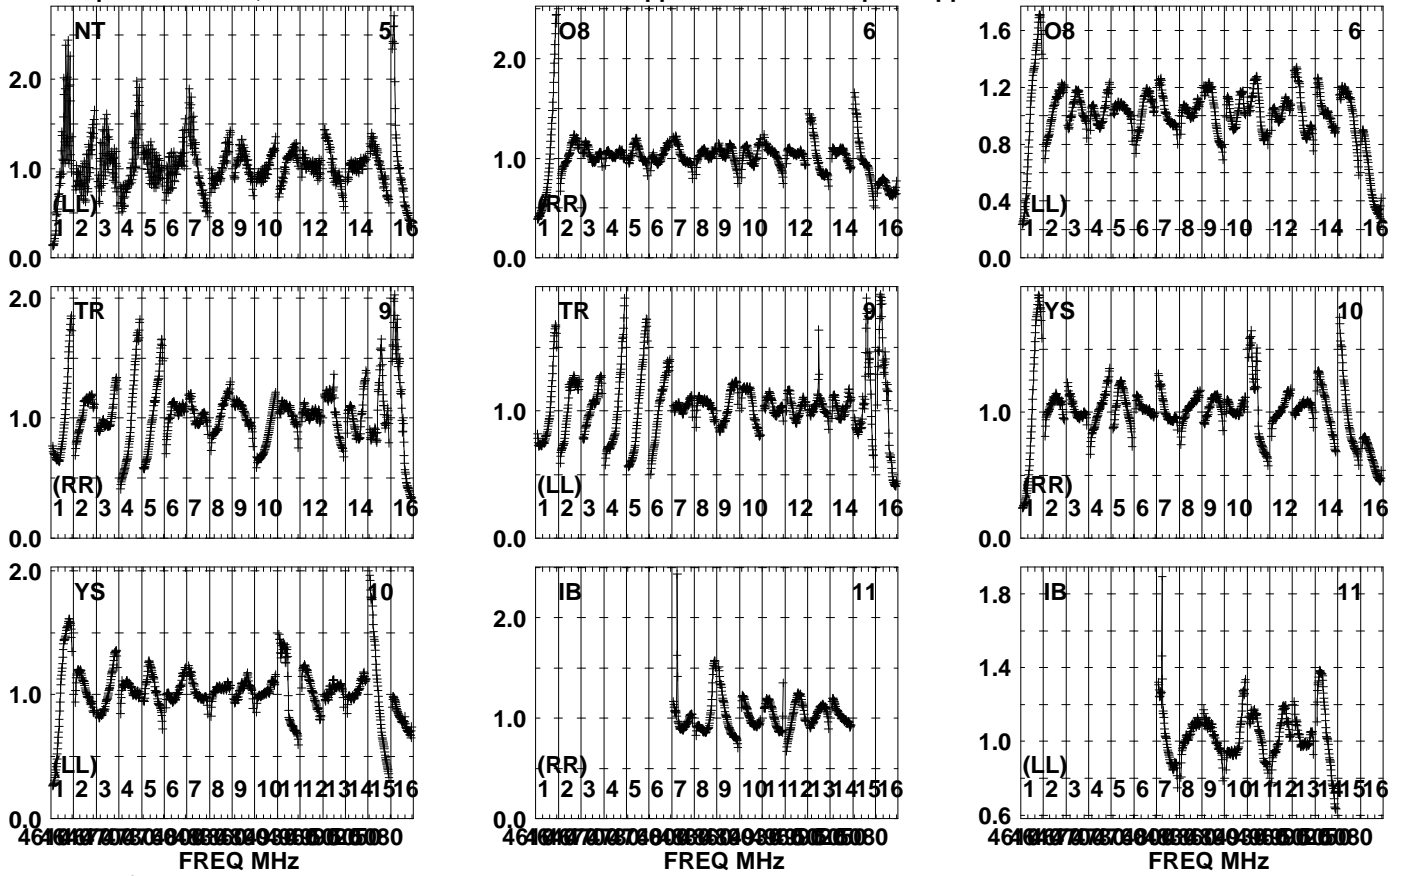 NT 5
2.0
1.0
(LL)
1 2 3 4 5 6 7 8 9 10 12 14 16
0.0
O8 6
2.0
1.0
(RR)
1 2 3 4 5 6 7 8 9 10 12 14 16
0.0
1.6
O8 6
1.2
0.8
0.4
(LL)
1 2 3 4 5 6 7 8 9 10 12 14 16
0.0
2.0
TR 9
1.0
(RR)
1 2 3 4 5 6 7 8 9 10 12 14 16
0.0
TR 9
1.0
(LL)
1 2 3 4 5 6 7 8 9 10 12 14 16
0.0
YS 10
1.0
(RR)
1 2 3 4 5 6 7 8 9 10 12 14 16
0.0
2.0
YS 10
1.0
(LL)
1 2 3 4 5 6 7 8 9 10 11 12 13 14 15 16
0.0
FREQ MHz
IB 11
2.0
1.0
(RR)
1 2 3 4 5 6 7 8 9 10 11 12 13 14 15 16
0.0
FREQ MHz
1.8
IB 11
1.4
1.0
(LL)
1 2 3 4 5 6 7 8 9 10 11 12 13 14 15 16
0.6
FREQ MHz